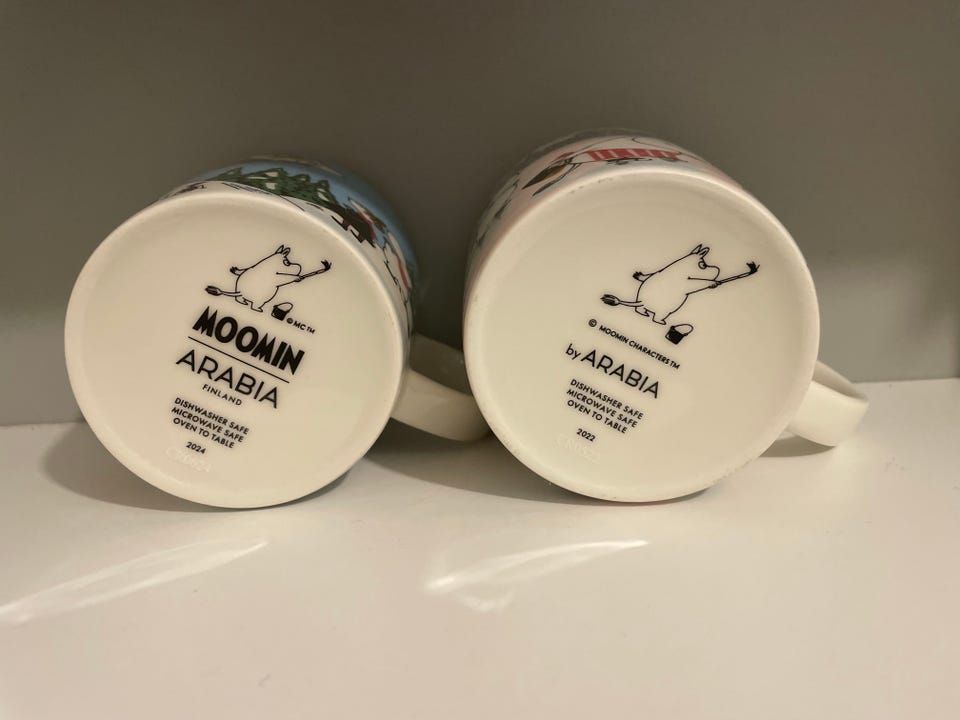 © MC™
MOOMIN
ARABIA
FINLAND
DISHWASHER SAFE
MICROWAVE SAFE
OVEN TO TABLE
2024
© MOOMIN CHARACTERS™
by ARABIA
DISHWASHER SAFE
MICROWAVE SAFE
OVEN TO TABLE
2022